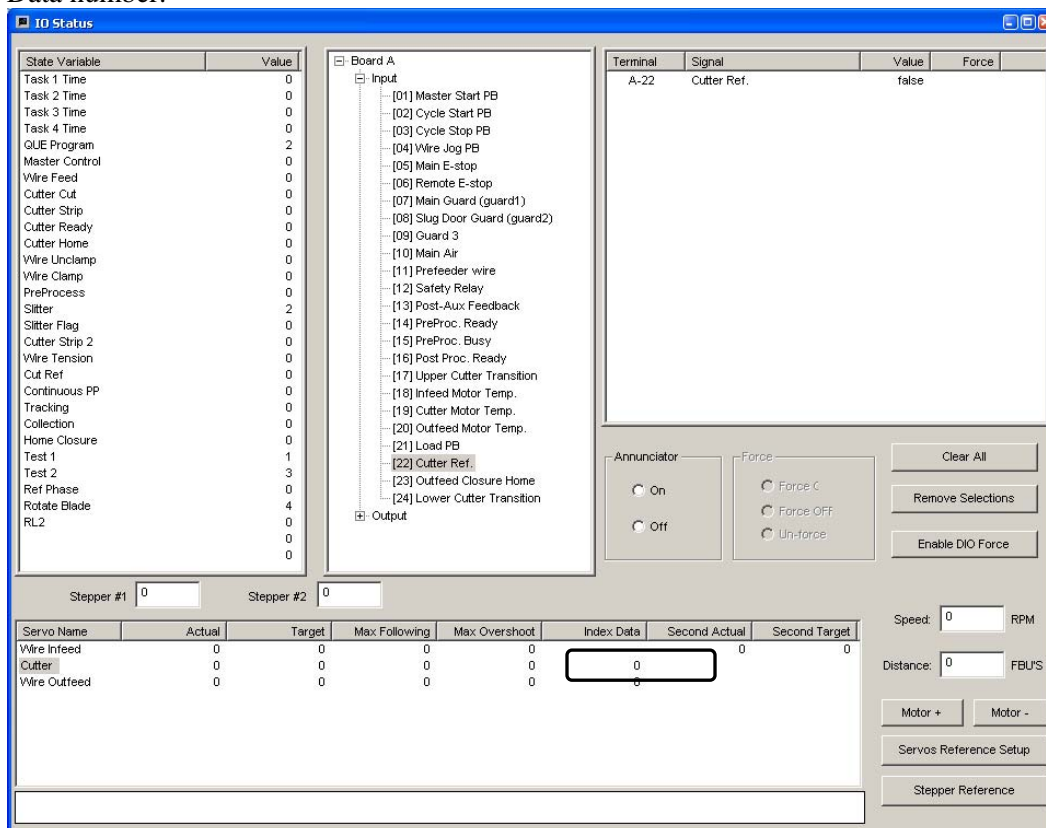 Data number.
IO Status
State Variable Value
Task 1 Time 0
Task 2 Time 0
Task 3 Time 0
Task 4 Time 0
QUE Program 2
Master Control 0
Wire Feed 0
Cutter Cut 0
Cutter Strip 0
Cutter Ready 0
Cutter Home 0
Wire Unclamp 0
Wire Clamp 0
PreProcess 0
Slitter 2
Slitter Flag 0
Cutter Strip 2 0
Wire Tension 0
Cut Ref 0
Continuous PP 0
Tracking 0
Collection 0
Home Closure 0
Test 1 1
Test 2 3
Ref Phase 0
Rotate Blade 4
RL2 0
0
0
Board A
Input
[01] Master Start PB
[02] Cycle Start PB
[03] Cycle Stop PB
[04] Wire Jog PB
[05] Main E-stop
[06] Remote E-stop
[07] Main Guard (guard1)
[08] Slug Door Guard (guard2)
[09] Guard 3
[10] Main Air
[11] Prefeeder wire
[12] Safety Relay
[13] Post-Aux Feedback
[14] PreProc. Ready
[15] PreProc. Busy
[16] Post Proc. Ready
[17] Upper Cutter Transition
[18] Infeed Motor Temp.
[19] Cutter Motor Temp.
[20] Outfeed Motor Temp.
[21] Load PB
[22] Cutter Ref.
[23] Outfeed Closure Home
[24] Lower Cutter Transition
Output
Terminal Signal Value Force
A-22 Cutter Ref. false
Annunciator
On
Off
Force
Force C
Force OFF
Un-force
Clear All
Remove Selections
Enable DIO Force
Stepper #1 0 Stepper #2 0
Servo Name Actual Target Max Following Max Overshoot Index Data Second Actual Second Target
Wire Infeed 0 0 0 0 0 0
Cutter 0 0 0 0 0
Wire Outfeed 0 0 0 0
Speed: 0 RPM
Distance: 0 FBU'S
Motor + Motor -
Servos Reference Setup
Stepper Reference